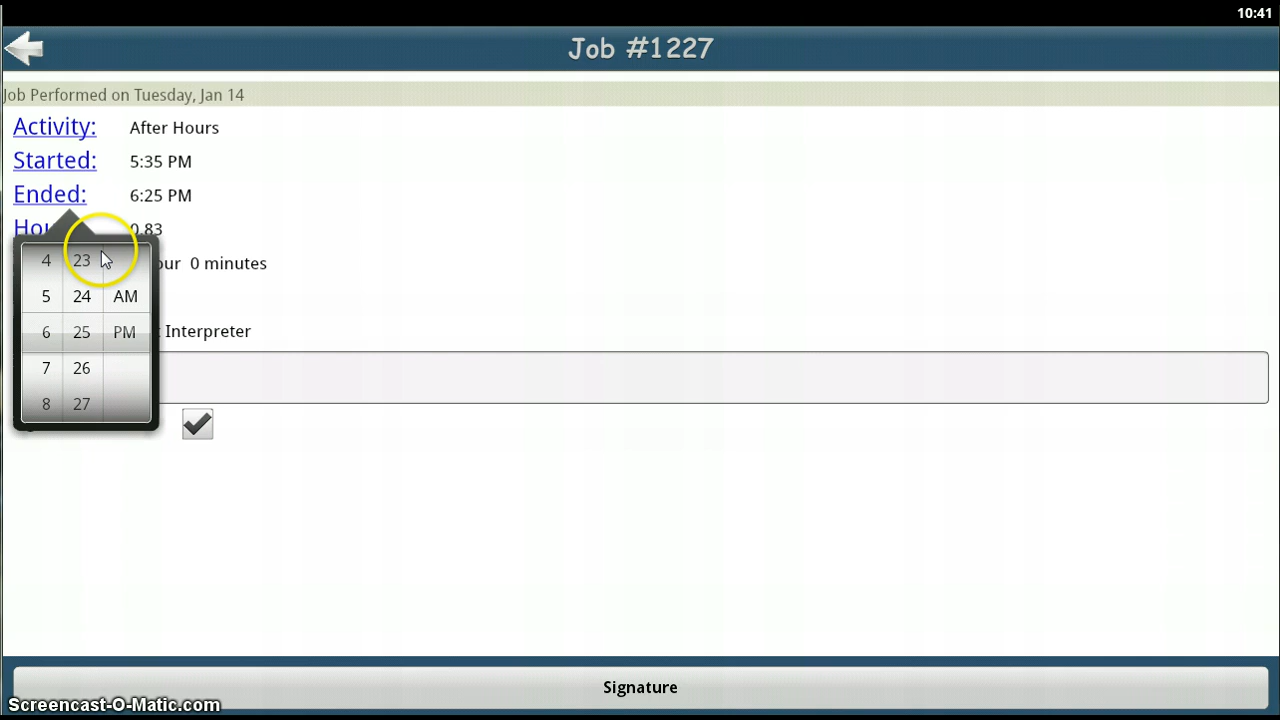 10:41
Job #1227
Job Performed on Tuesday, Jan 14
Activity: After Hours
Started: 5:35 PM
Ended: 6:25 PM
0.83
4 23
0 minutes
5 24 AM
6 25 PM
Interpreter
7 26
8 27
Signature
Screencast-O-Matic.com